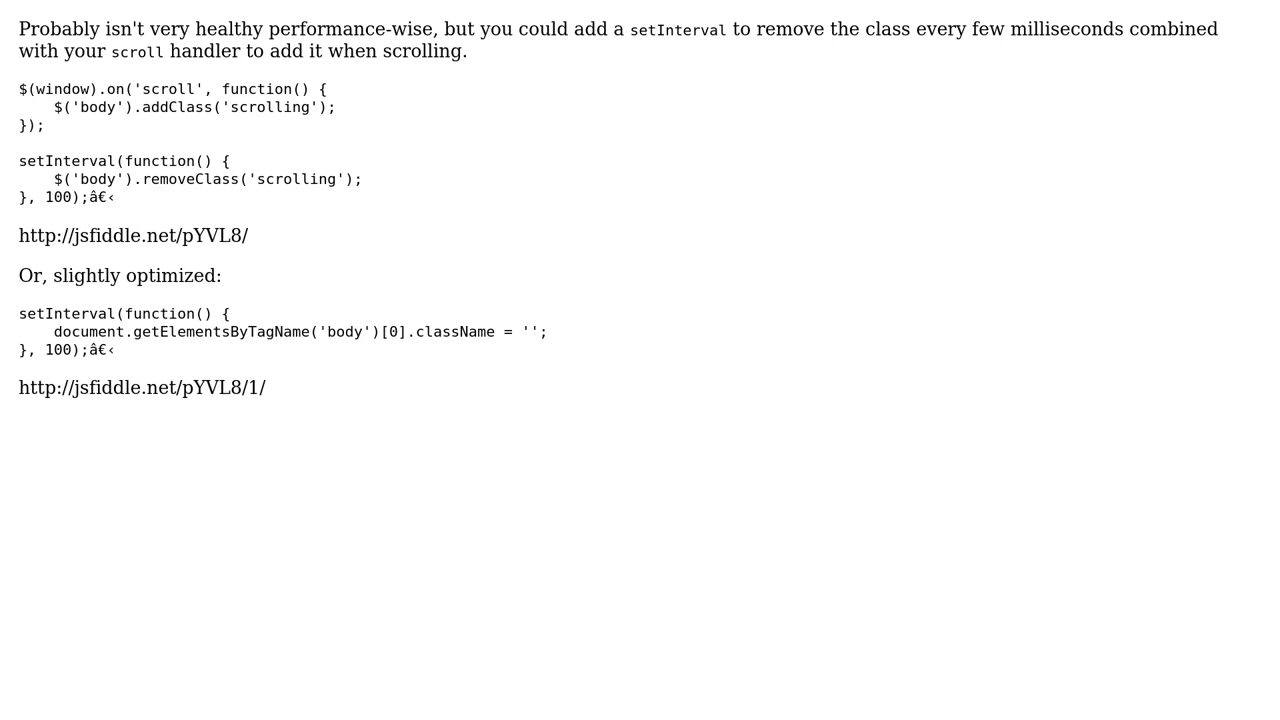 Probably isn't very healthy performance-wise, but you could add a setInterval to remove the class every few milliseconds combined
with your scroll handler to add it when scrolling.
$(window).on('scroll', function() {
    $('body').addClass('scrolling');
});
setInterval(function() {
    $('body').removeClass('scrolling');
}, 100);â€‹
http://jsfiddle.net/pYVL8/
Or, slightly optimized:
setInterval(function() {
    document.getElementsByTagName('body')[0].className = '';
}, 100);â€‹
http://jsfiddle.net/pYVL8/1/